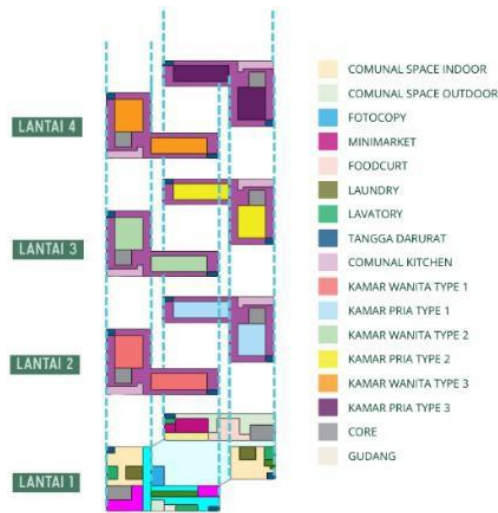 LANTAI 4
LANTAI 3
LANTAI 2
LANTAI 1
COMUNAL SPACE INDOOR
COMUNAL SPACE OUTDOOR
FOTOCOPY
MINIMARKET
FOODCURT
LAUNDRY
LAVATORY
TANGGA DARURAT
COMUNAL KITCHEN
KAMAR WANITA TYPE 1
KAMAR PRIA TYPE 1
KAMAR WANITA TYPE 2
KAMAR PRIA TYPE 2
KAMAR WANITA TYPE 3
KAMAR PRIA TYPE 3
CORE
GUDANG